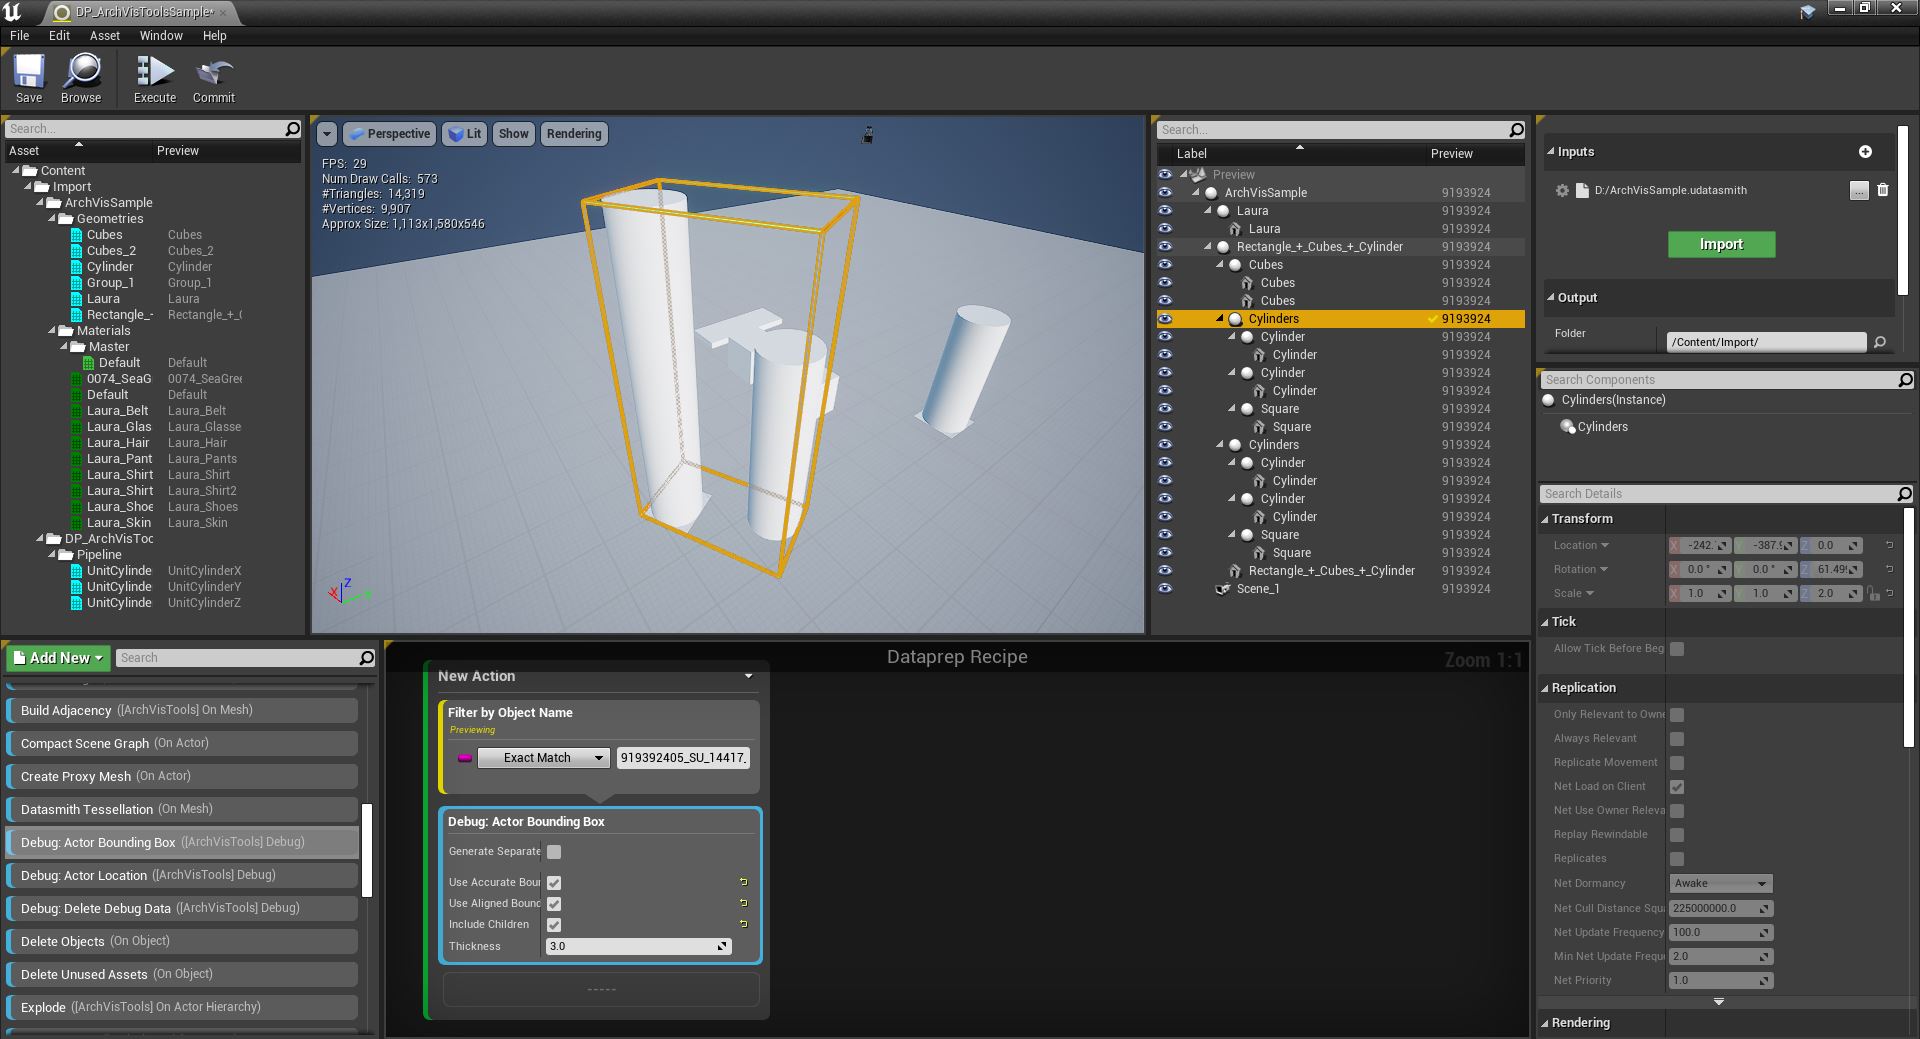 DP_ArchVisToolsSample*
File Edit Asset Window Help
Save Browse Execute Commit
Search...
Asset Preview
Content
Import
ArchVisSample
Geometries
Cubes Cubes
Cubes_2 Cubes_2
Cylinder Cylinder
Group_1 Group_1
Laura Laura
Rectangle_- Rectangle_+_(
Materials
Master
Default Default
0074_SeaG 0074_SeaGree
Default Default
Laura_Belt Laura_Belt
Laura_Glas Laura_Glasse
Laura_Hair Laura_Hair
Laura_Pant Laura_Pants
Laura_Shirt Laura_Shirt
Laura_Shirt Laura_Shirt2
Laura_Shoe Laura_Shoes
Laura_Skin Laura_Skin
DP_ArchVisToc
Pipeline
UnitCylinde UnitCylinderX
UnitCylinde UnitCylinderY
UnitCylinde UnitCylinderZ
Perspective Lit Show Rendering
FPS: 29
Num Draw Calls: 573
#Triangles: 14,319
#Vertices: 9,907
Approx Size: 1,113x1,580x546
X Z Y
Search...
Label Preview
Preview
ArchVisSample 9193924
Laura 9193924
Laura 9193924
Rectangle_+_Cubes_+_Cylinder 9193924
Cubes 9193924
Cubes 9193924
Cubes 9193924
Cylinders 9193924
Cylinder 9193924
Cylinder 9193924
Cylinder 9193924
Cylinder 9193924
Square 9193924
Square 9193924
Cylinders 9193924
Cylinder 9193924
Cylinder 9193924
Cylinder 9193924
Cylinder 9193924
Square 9193924
Square 9193924
Rectangle_+_Cubes_+_Cylinder 9193924
Scene_1 9193924
Inputs
D:/ArchVisSample.udatasmith ...
Import
Output
Folder /Content/Import/
Search Components
Cylinders(Instance)
Cylinders
Search Details
Transform
Location X -242. Y -387.9 Z 0.0
Rotation X 0.0 ° Y 0.0 ° Z 61.499
Scale X 1.0 Y 1.0 Z 2.0
Tick
Allow Tick Before Beg
Replication
Only Relevant to Owne
Always Relevant
Replicate Movement
Net Load on Client
Net Use Owner Releva
Replay Rewindable
Replicates
Net Dormancy Awake
Net Cull Distance Squa 225000000.0
Net Update Frequency 100.0
Min Net Update Frequ 2.0
Net Priority 1.0
Rendering
Add New Search
Build Adjacency ([ArchVisTools] On Mesh)
Compact Scene Graph (On Actor)
Create Proxy Mesh (On Actor)
Datasmith Tessellation (On Mesh)
Debug: Actor Bounding Box ([ArchVisTools] Debug)
Debug: Actor Location ([ArchVisTools] Debug)
Debug: Delete Debug Data ([ArchVisTools] Debug)
Delete Objects (On Object)
Delete Unused Assets (On Object)
Explode ([ArchVisTools] On Actor Hierarchy)
Dataprep Recipe
Zoom 1:1
New Action
Filter by Object Name
Previewing
Exact Match 919392405_SU_14417_
Debug: Actor Bounding Box
Generate Separate
Use Accurate Boun
Use Aligned Bound
Include Children
Thickness 3.0
-----